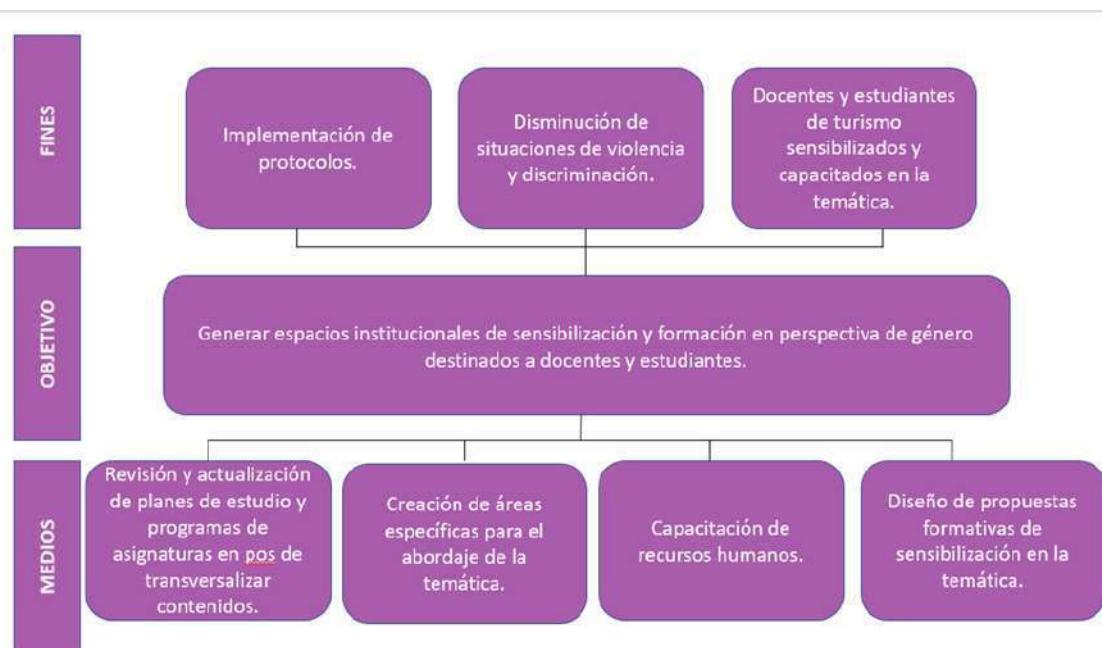 FINES
Implementación de
protocolos.
Disminución de
situaciones de violencia
y discriminación.
Docentes y estudiantes
de turismo
sensibilizados y
capacitados en la
temática.
OBJETIVO
Generar espacios institucionales de sensibilización y formación en perspectiva de género
destinados a docentes y estudiantes.
MEDIOS
Revisión y actualización
de planes de estudio y
programas de
asignaturas en pos de
transversalizar
contenidos.
Creación de áreas
específicas para el
abordaje de la
temática.
Capacitación de
recursos humanos.
Diseño de propuestas
formativas de
sensibilización en la
temática.